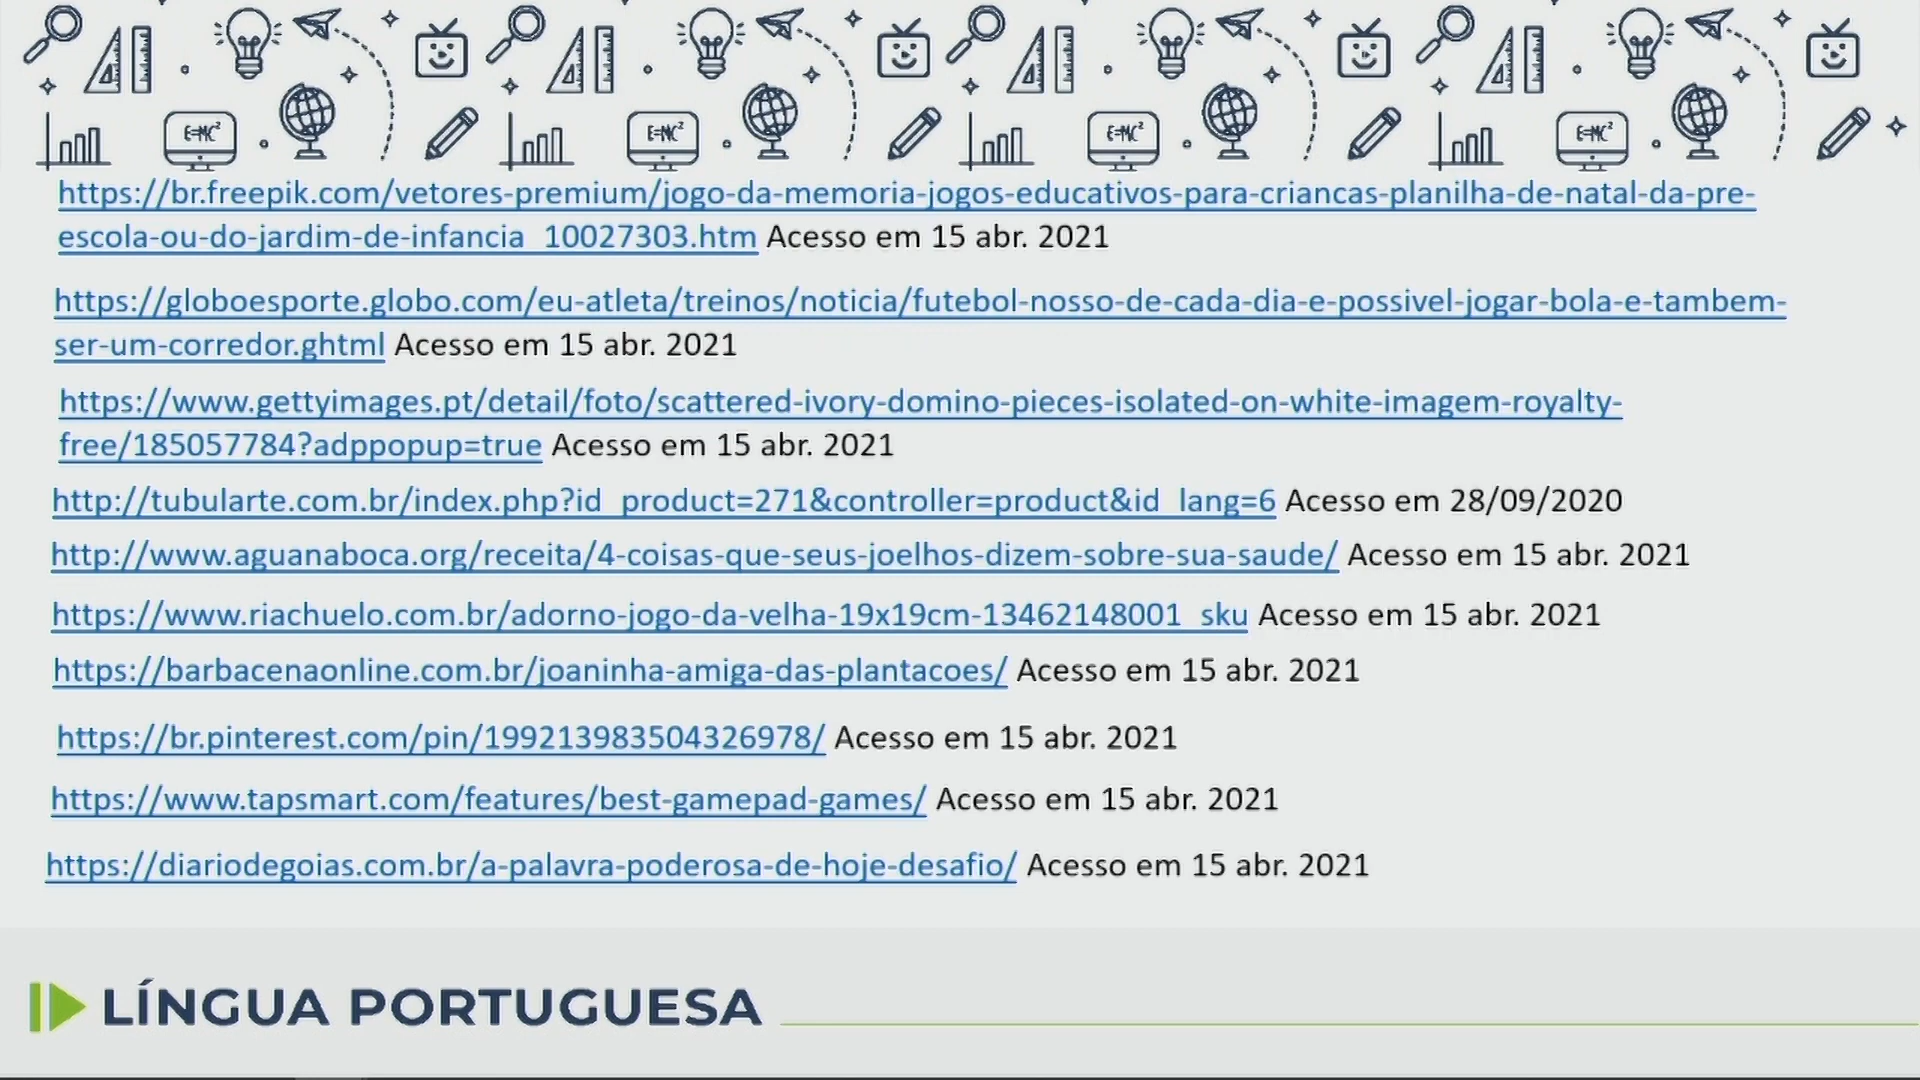 E=MC² E=MC² E=MC² E=MC²
https://br.freepik.com/vetores-premium/jogo-da-memoria-jogos-educativos-para-criancas-planilha-de-natal-da-pre-
escola-ou-do-jardim-de-infancia_10027303.htm Acesso em 15 abr. 2021
https://globoesporte.globo.com/eu-atleta/treinos/noticia/futebol-nosso-de-cada-dia-e-possivel-jogar-bola-e-tambem-
ser-um-corredor.ghtml Acesso em 15 abr. 2021
https://www.gettyimages.pt/detail/foto/scattered-ivory-domino-pieces-isolated-on-white-imagem-royalty-
free/185057784?adppopup=true Acesso em 15 abr. 2021
http://tubularte.com.br/index.php?id_product=271&controller=product&id_lang=6 Acesso em 28/09/2020
http://www.aguanaboca.org/receita/4-coisas-que-seus-joelhos-dizem-sobre-sua-saude/ Acesso em 15 abr. 2021
https://www.riachuelo.com.br/adorno-jogo-da-velha-19x19cm-13462148001_sku Acesso em 15 abr. 2021
https://barbacenaonline.com.br/joaninha-amiga-das-plantacoes/ Acesso em 15 abr. 2021
https://br.pinterest.com/pin/199213983504326978/ Acesso em 15 abr. 2021
https://www.tapsmart.com/features/best-gamepad-games/ Acesso em 15 abr. 2021
https://diariodegoias.com.br/a-palavra-poderosa-de-hoje-desafio/ Acesso em 15 abr. 2021
LÍNGUA PORTUGUESA